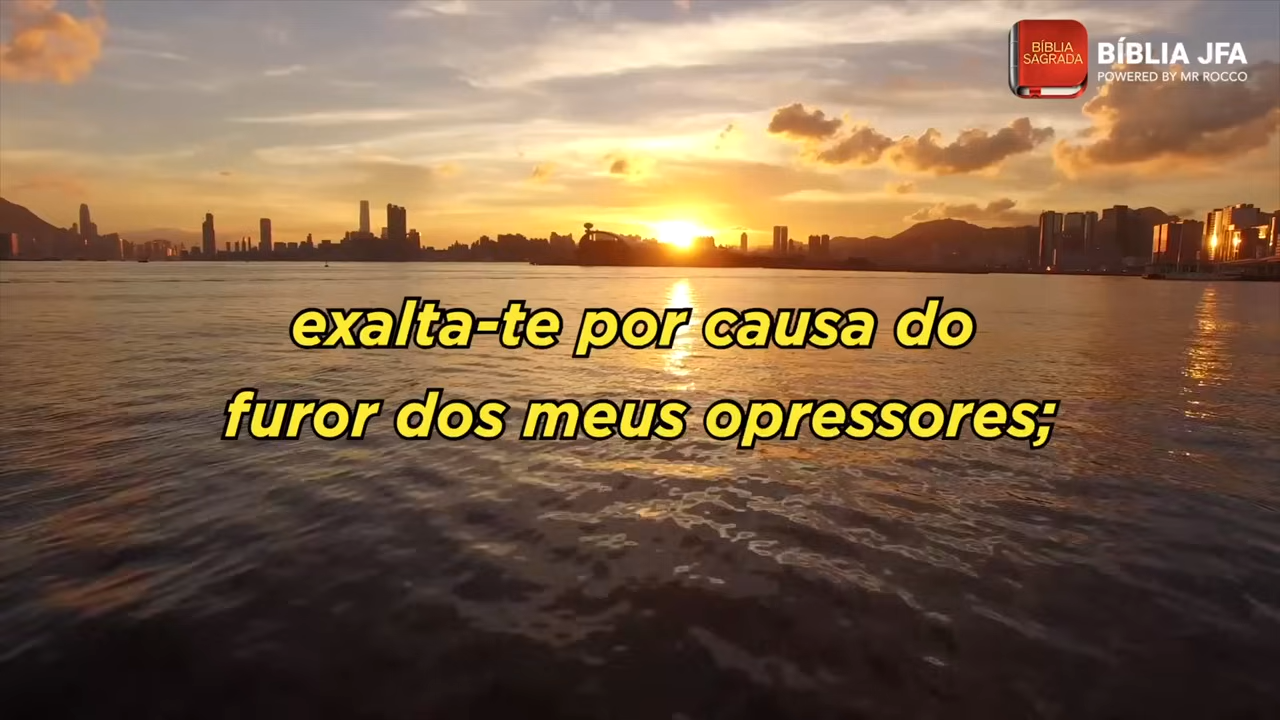 BÍBLIA
SAGRADA
BÍBLIA JFA
POWERED BY MR ROCCO
exalta-te por causa do
furor dos meus opressores;